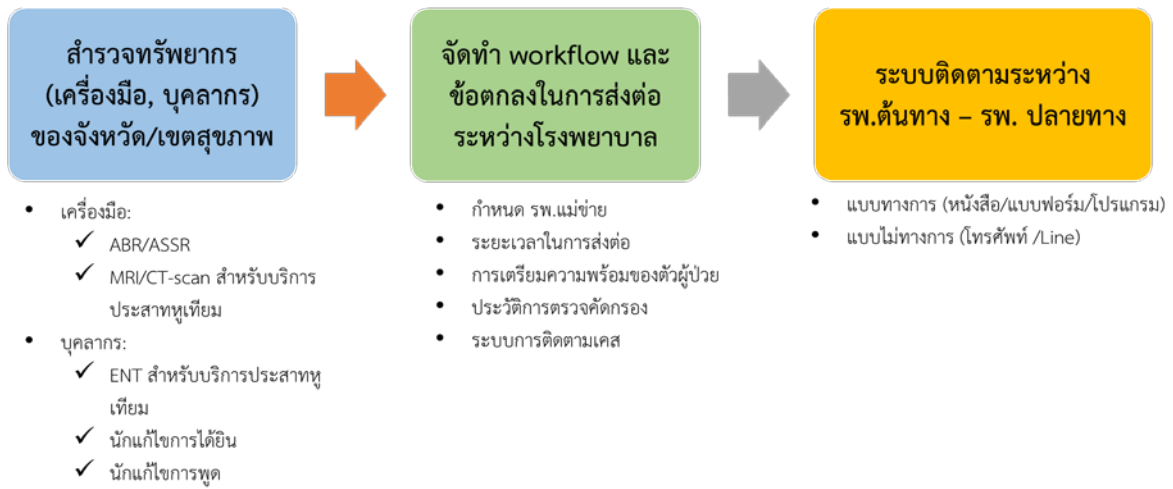 สำรวจทรัพยากร
(เครื่องมือ, บุคลากร)
ของจังหวัด/เขตสุขภาพ
• เครื่องมือ:
✓ ABR/ASSR
✓ MRI/CT-scan สำหรับบริการ
ประสาทหูเทียม
• บุคลากร:
✓ ENT สำหรับบริการประสาทหู
เทียม
✓ นักแก้ไขการได้ยิน
✓ นักแก้ไขการพูด
จัดทำ workflow และ
ข้อตกลงในการส่งต่อ
ระหว่างโรงพยาบาล
• กำหนด รพ.แม่ข่าย
• ระยะเวลาในการส่งต่อ
• การเตรียมความพร้อมของตัวผู้ป่วย
• ประวัติการตรวจคัดกรอง
• ระบบการติดตามเคส
ระบบติดตามระหว่าง
รพ.ต้นทาง – รพ. ปลายทาง
• แบบทางการ (หนังสือ/แบบฟอร์ม/โปรแกรม)
• แบบไม่ทางการ (โทรศัพท์ /Line)